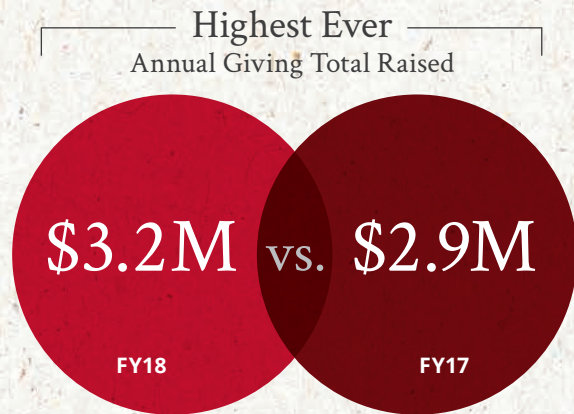 Highest Ever
Annual Giving Total Raised
$3.2M vs. $2.9M
FY18 FY17